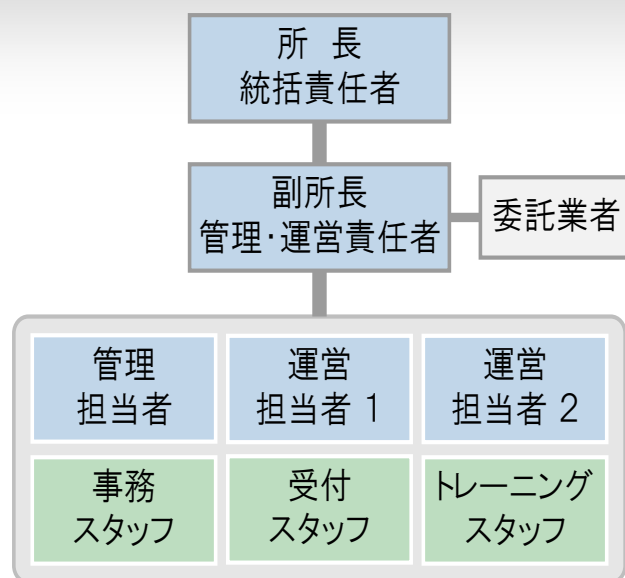 所 長
統括責任者
副所長
管理・運営責任者
委託業者
管理
担当者
運営
担当者 1
運営
担当者 2
事務
スタッフ
受付
スタッフ
トレーニング
スタッフ